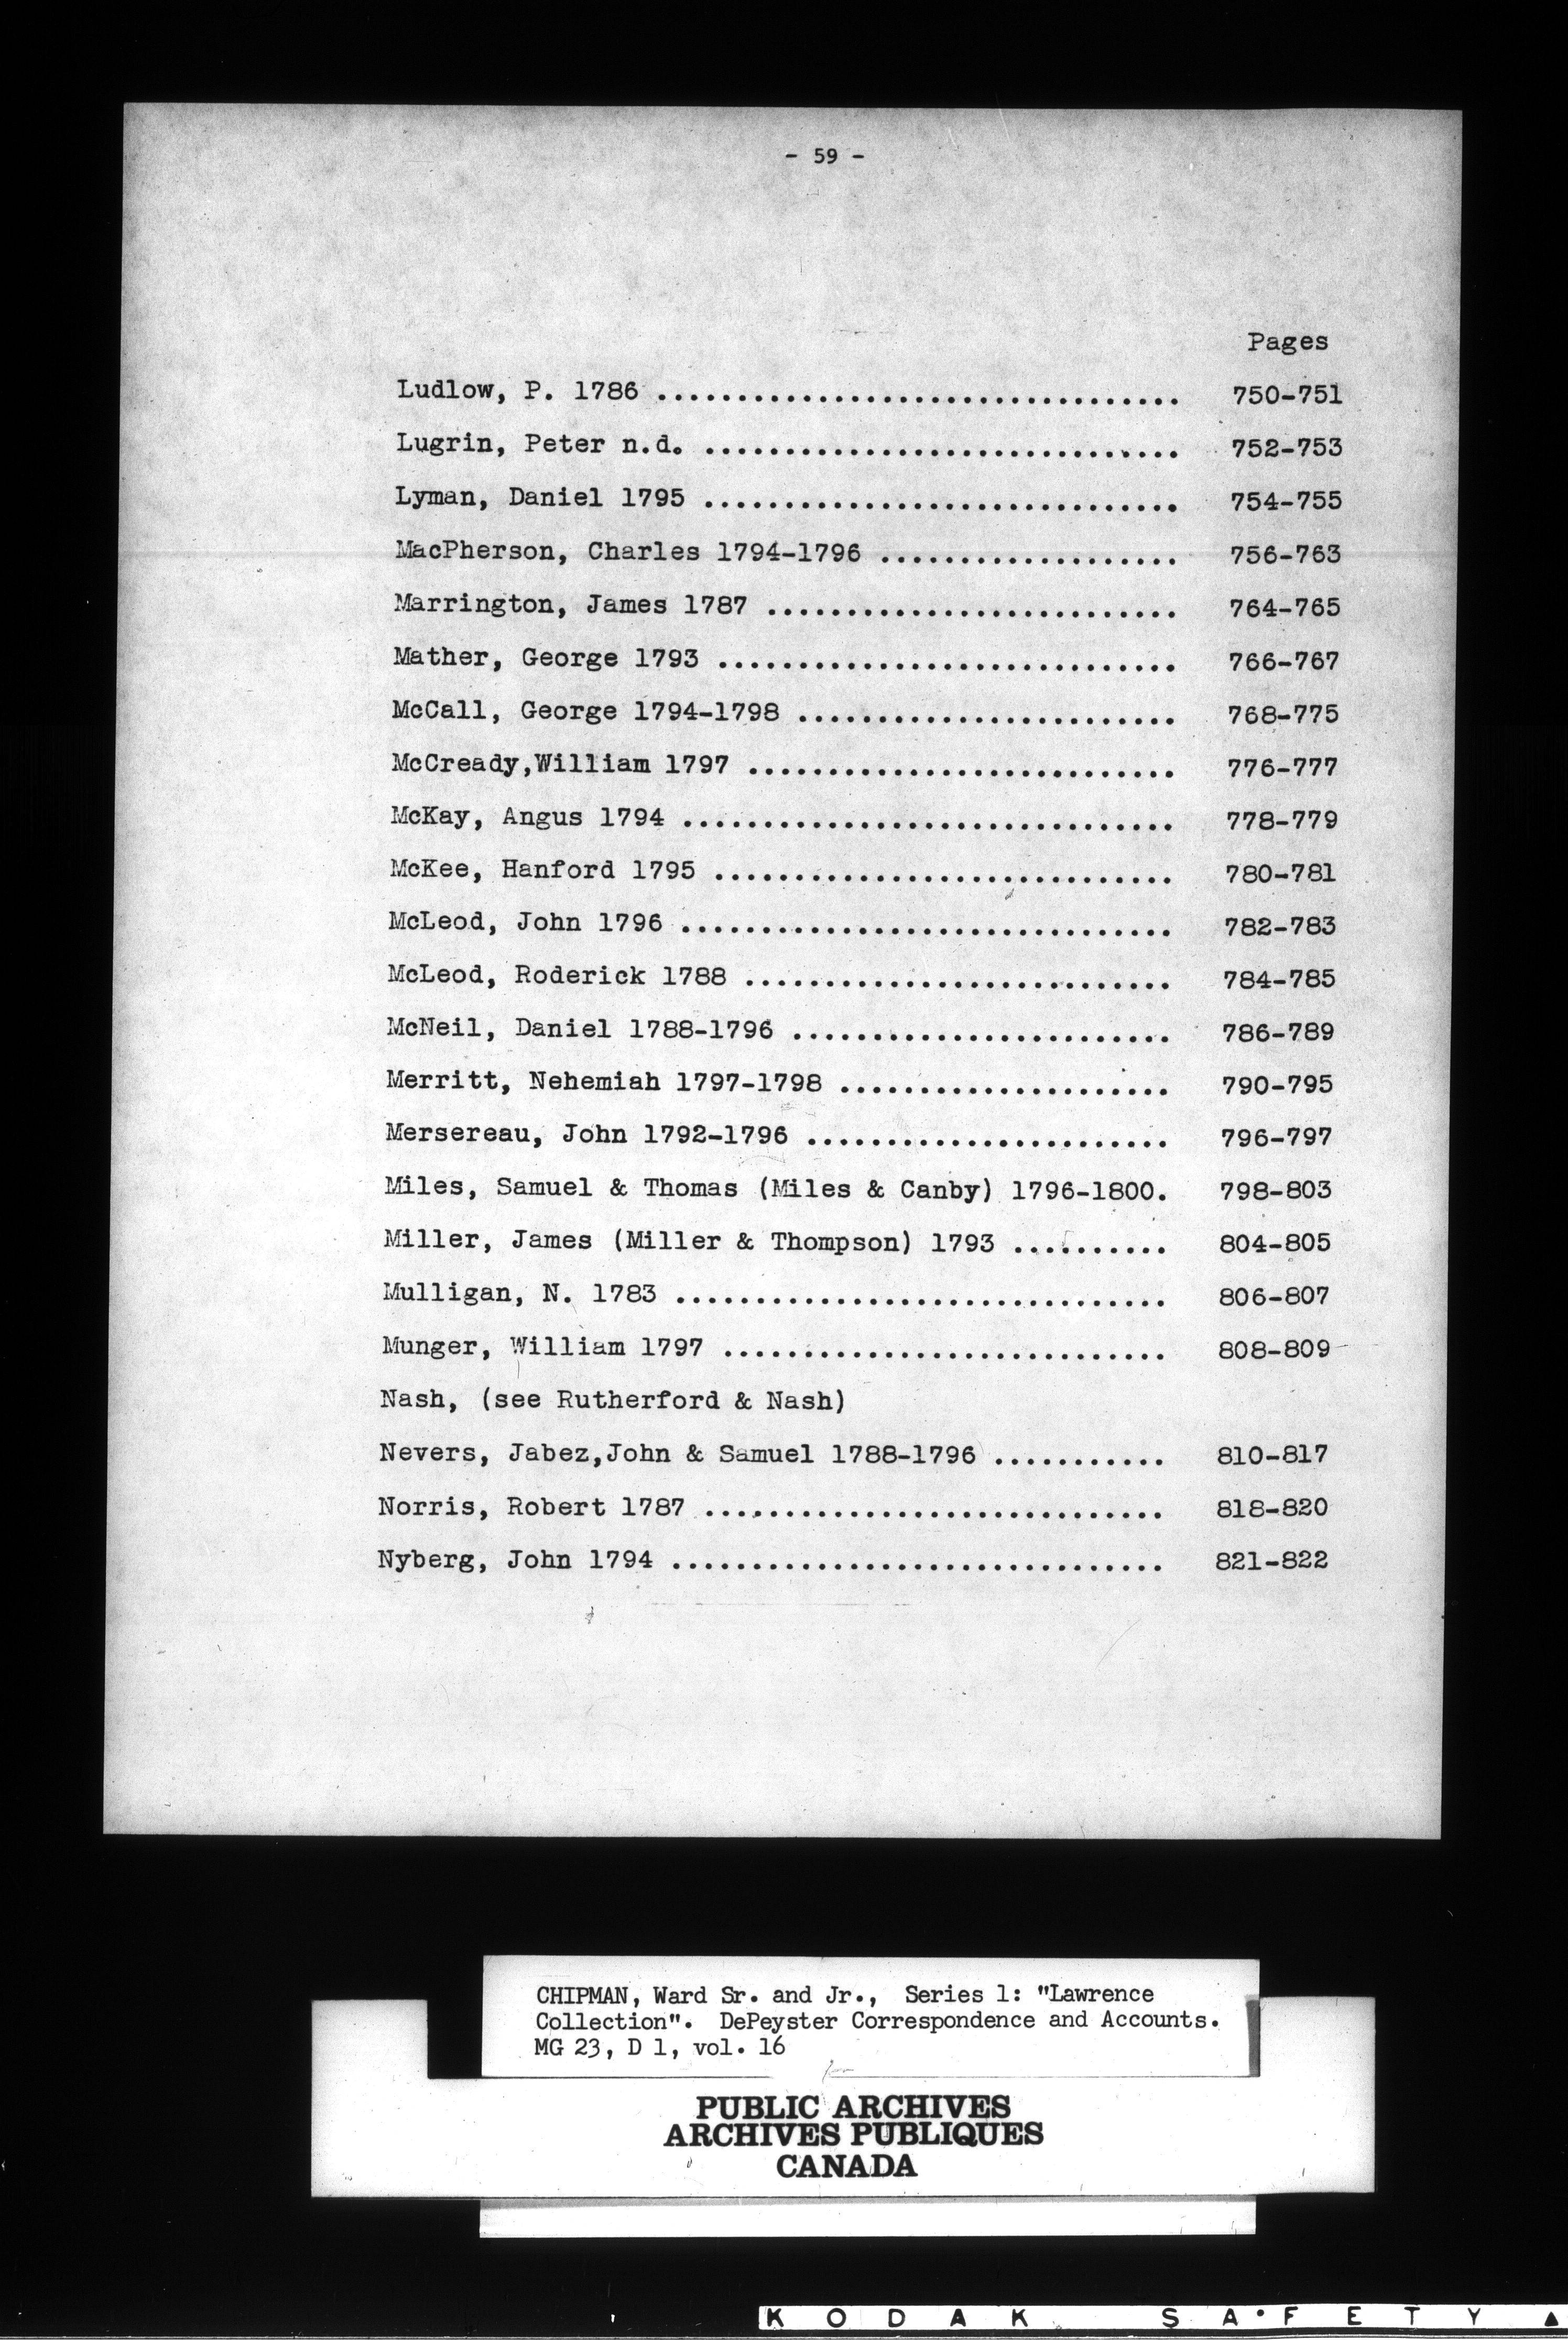 - 59 -
Pages
Ludlow, P. 1786 ................................. 750-751
Lugrin, Peter n.d. .............................. 752-753
Lyman, Daniel 1795 .............................. 754-755
MacPherson, Charles 1794-1796 ................... 756-763
Marrington, James 1787 .......................... 764-765
Mather, George 1793 ............................. 766-767
McCall, George 1794-1798 ........................ 768-775
McCready,William 1797 ........................... 776-777
McKay, Angus 1794 ............................... 778-779
McKee, Hanford 1795 ............................. 780-781
McLeod, John 1796 ............................... 782-783
McLeod, Roderick 1788 ........................... 784-785
McNeil, Daniel 1788-1796 ........................ 786-789
Merritt, Nehemiah 1797-1798 ..................... 790-795
Mersereau, John 1792-1796 ....................... 796-797
Miles, Samuel & Thomas (Miles & Canby) 1796-1800. 798-803
Miller, James (Miller & Thompson) 1793 .......... 804-805
Mulligan, N. 1783 ............................... 806-807
Munger, William 1797 ............................ 808-809
Nash, (see Rutherford & Nash)
Nevers, Jabez,John & Samuel 1788-1796 ........... 810-817
Norris, Robert 1787 ............................. 818-820
Nyberg, John 1794 ............................... 821-822
CHIPMAN, Ward Sr. and Jr., Series 1: "Lawrence
Collection". DePeyster Correspondence and Accounts.
MG 23, D 1, vol. 16
PUBLIC ARCHIVES
ARCHIVES PUBLIQUES
CANADA
KODAK SAFETY